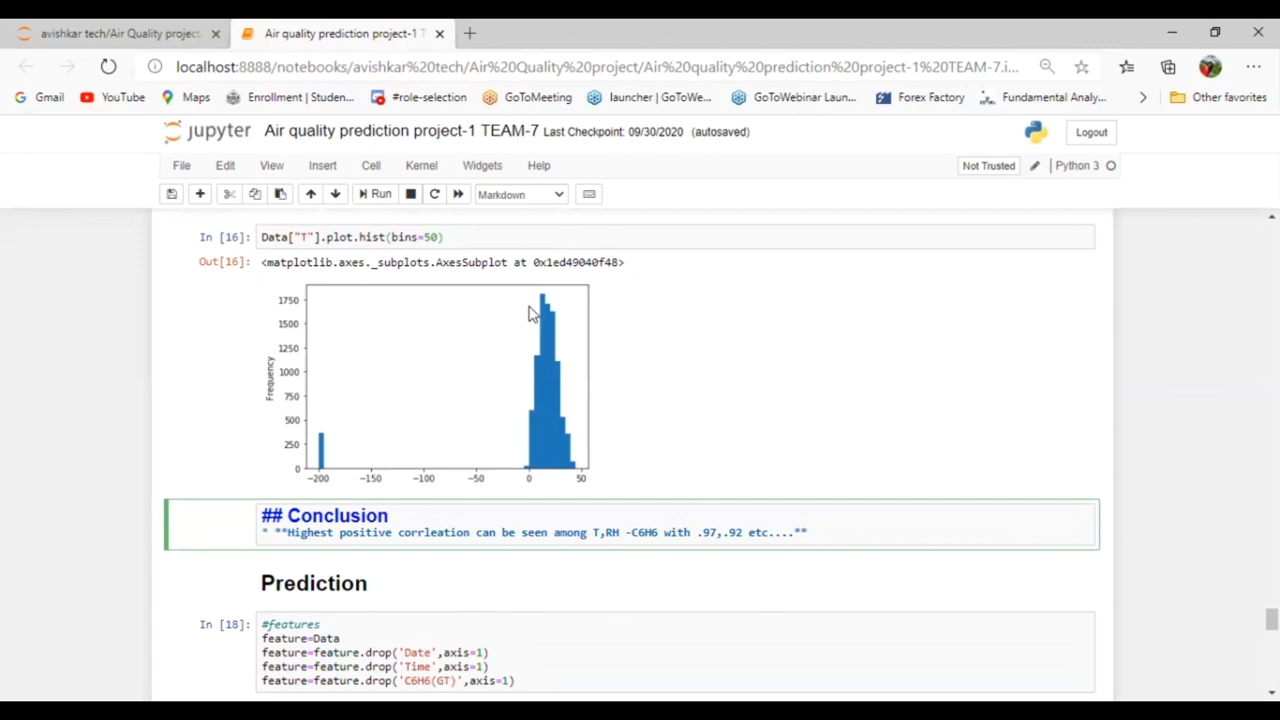 avishkar tech/Air Quality project
Air quality prediction project-1 T
localhost:8888/notebooks/avishkar%20tech/Air%20Quality%20project/Air%20quality%20prediction%20project-1%20TEAM-7.i...
Gmail
YouTube
Maps
Enrollment | Studen...
#role-selection
GoToMeeting
launcher | GoToWe...
GoToWebinar Laun...
Forex Factory
Fundamental Analy...
Other favorites
jupyter Air quality prediction project-1 TEAM-7 Last Checkpoint: 09/30/2020 (autosaved)
Logout
File Edit View Insert Cell Kernel Widgets Help
Not Trusted
Python 3
Run
Markdown
In [16]: Data["T"].plot.hist(bins=50)
Out[16]: <matplotlib.axes._subplots.AxesSubplot at 0x1ed49040f48>
1750
1500
1250
1000
750
500
250
0
Frequency
−200 −150 −100 −50 0 50
## Conclusion
* **Highest positive corrleation can be seen among T,RH -C6H6 with .97,.92 etc....**
Prediction
In [18]: #features
feature=Data
feature=feature.drop('Date',axis=1)
feature=feature.drop('Time',axis=1)
feature=feature.drop('C6H6(GT)',axis=1)